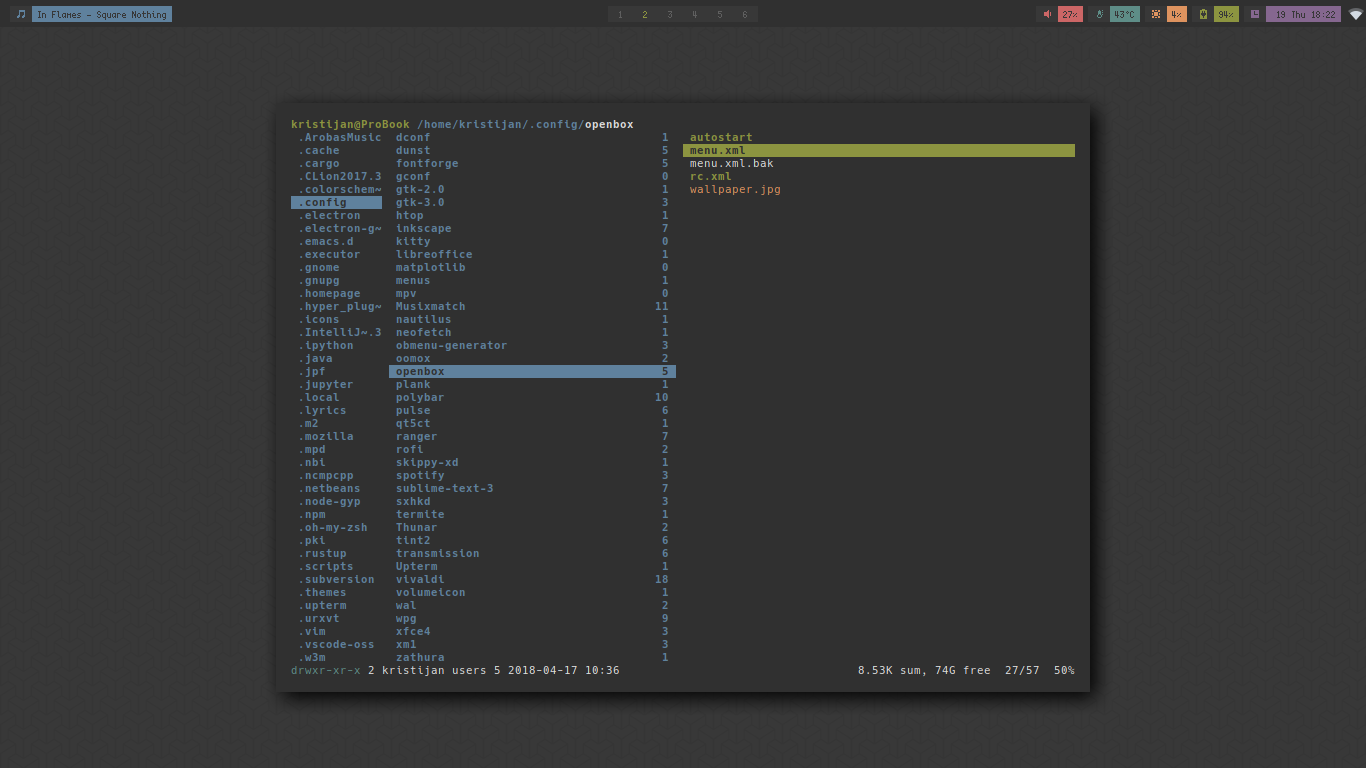 In Flames - Square Nothing 1 2 3 4 5 6 27% 43°C 4% 94% 19 Thu 18:22
kristijan@ProBook /home/kristijan/.config/openbox
.ArobasMusic dconf 1 autostart
.cache dunst 5 menu.xml
.cargo fontforge 5 menu.xml.bak
.CLion2017.3 gconf 0 rc.xml
.colorschem~ gtk-2.0 1 wallpaper.jpg
.config gtk-3.0 3
.electron htop 1
.electron-g~ inkscape 7
.emacs.d kitty 0
.executor libreoffice 1
.gnome matplotlib 0
.gnupg menus 1
.homepage mpv 0
.hyper_plug~ Musixmatch 11
.icons nautilus 1
.IntelliJ~.3 neofetch 1
.ipython obmenu-generator 3
.java oomox 2
.jpf openbox 5
.jupyter plank 1
.local polybar 10
.lyrics pulse 6
.m2 qt5ct 1
.mozilla ranger 7
.mpd rofi 2
.nbi skippy-xd 1
.ncmpcpp spotify 3
.netbeans sublime-text-3 7
.node-gyp sxhkd 3
.npm termite 1
.oh-my-zsh Thunar 2
.pki tint2 6
.rustup transmission 6
.scripts Upterm 1
.subversion vivaldi 18
.themes volumeicon 1
.upterm wal 2
.urxvt wpg 9
.vim xfce4 3
.vscode-oss xm1 3
.w3m zathura 1
drwxr-xr-x 2 kristijan users 5 2018-04-17 10:36 8.53K sum, 74G free 27/57 50%